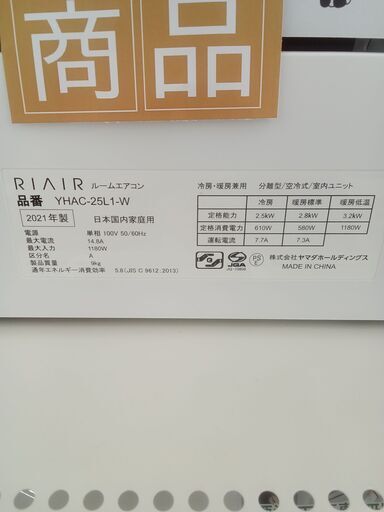 商品
RIAIR ルームエアコン
品番 YHAC-25L1-W
2021年製 日本国内家庭用
電源 単相 100V 50/60Hz
最大電流 14.8A
最大入力 1180W
区分名 A
製品質量 9kg
通年エネルギー消費効率 5.8(JIS C 9612:2013)
冷房・暖房兼用 分離型/空冷式/室内ユニット
冷房 暖房標準 暖房低温
定格能力 2.5kW 2.8kW 3.2kW
定格消費電力 610W 580W 1180W
運転電流 7.7A 7.3A
JQA
PS
E
株式会社ヤマダホールディングス
MADE IN CHINA